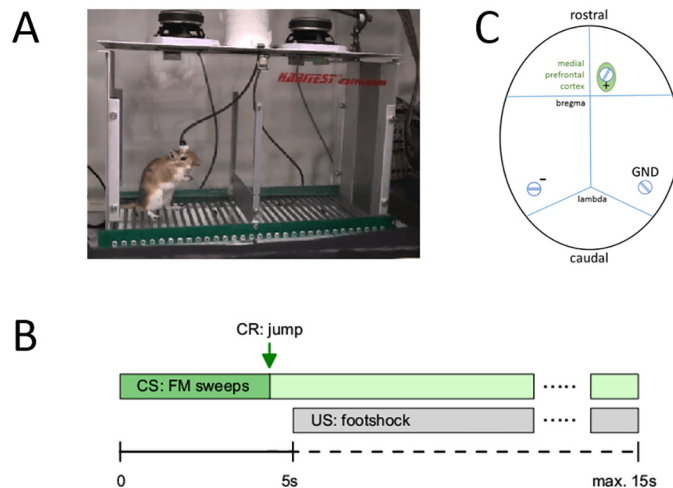 A
HABITEST
C
rostral
medial
prefrontal
cortex
+
bregma
-
GND
lambda
caudal
B
CR: jump
CS: FM sweeps
.....
US: footshock
.....
0
5s
max. 15s